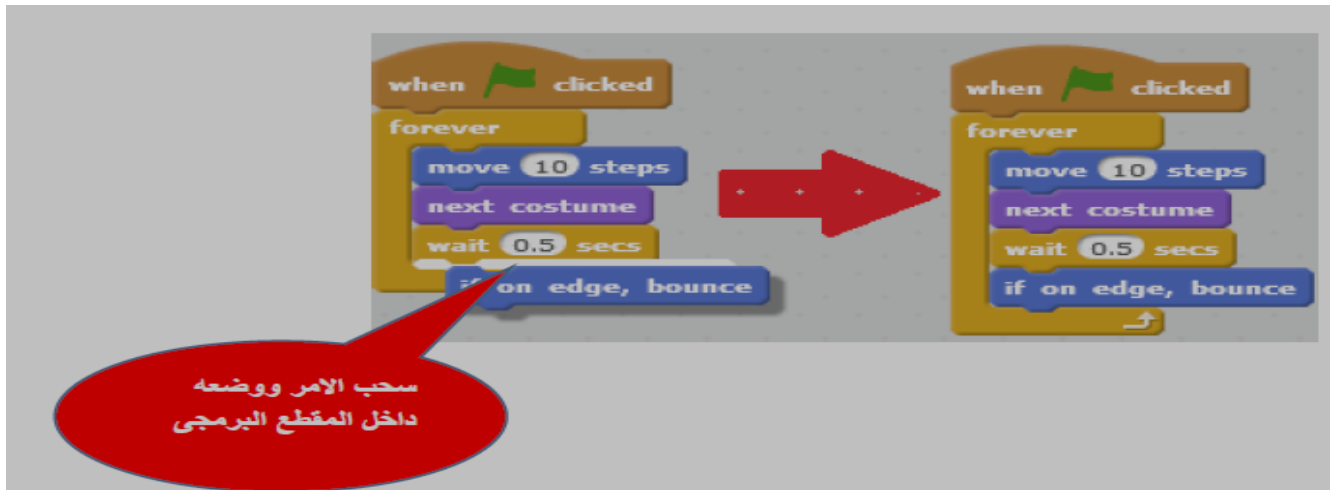 when clicked
forever
move 10 steps
next costume
wait 0.5 secs
if on edge, bounce
when clicked
forever
move 10 steps
next costume
wait 0.5 secs
if on edge, bounce
سحب الامر ووضعه
داخل المقطع البرمجى